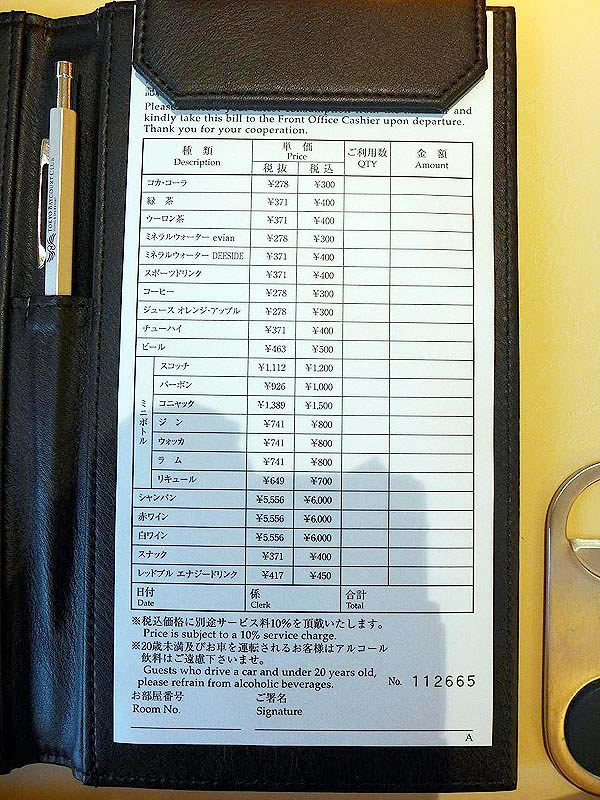 TOKYO BAYCOURT CLUB
and
kindly take this bill to the Front Office Cashier upon departure.
Thank you for your cooperation.
種 類 単 価 ご利用数 金 額
Description Price QTY Amount
税 抜 税 込
コカ・コーラ ¥278 ¥300
緑 茶 ¥371 ¥400
ウーロン茶 ¥371 ¥400
ミネラルウォーター evian ¥278 ¥300
ミネラルウォーター DEESIDE ¥371 ¥400
スポーツドリンク ¥371 ¥400
コーヒー ¥278 ¥300
ジュース オレンジ・アップル ¥278 ¥300
チューハイ ¥371 ¥400
ビール ¥463 ¥500
ミニボトル
スコッチ ¥1,112 ¥1,200
バーボン ¥926 ¥1,000
コニャック ¥1,389 ¥1,500
ジ ン ¥741 ¥800
ウォッカ ¥741 ¥800
ラ ム ¥741 ¥800
リキュール ¥649 ¥700
シャンパン ¥5,556 ¥6,000
赤ワイン ¥5,556 ¥6,000
白ワイン ¥5,556 ¥6,000
スナック ¥371 ¥400
レッドブル エナジードリンク ¥417 ¥450
日付 係 合計
Date Clerk Total
※税込価格に別途サービス料10%を頂戴いたします。
Price is subject to a 10% service charge.
※20歳未満及びお車を運転されるお客様はアルコール
飲料はご遠慮下さいませ。
Guests who drive a car and under 20 years old,
please refrain from alcoholic beverages. No. 112665
お部屋番号 ご署名
Room No. Signature
A